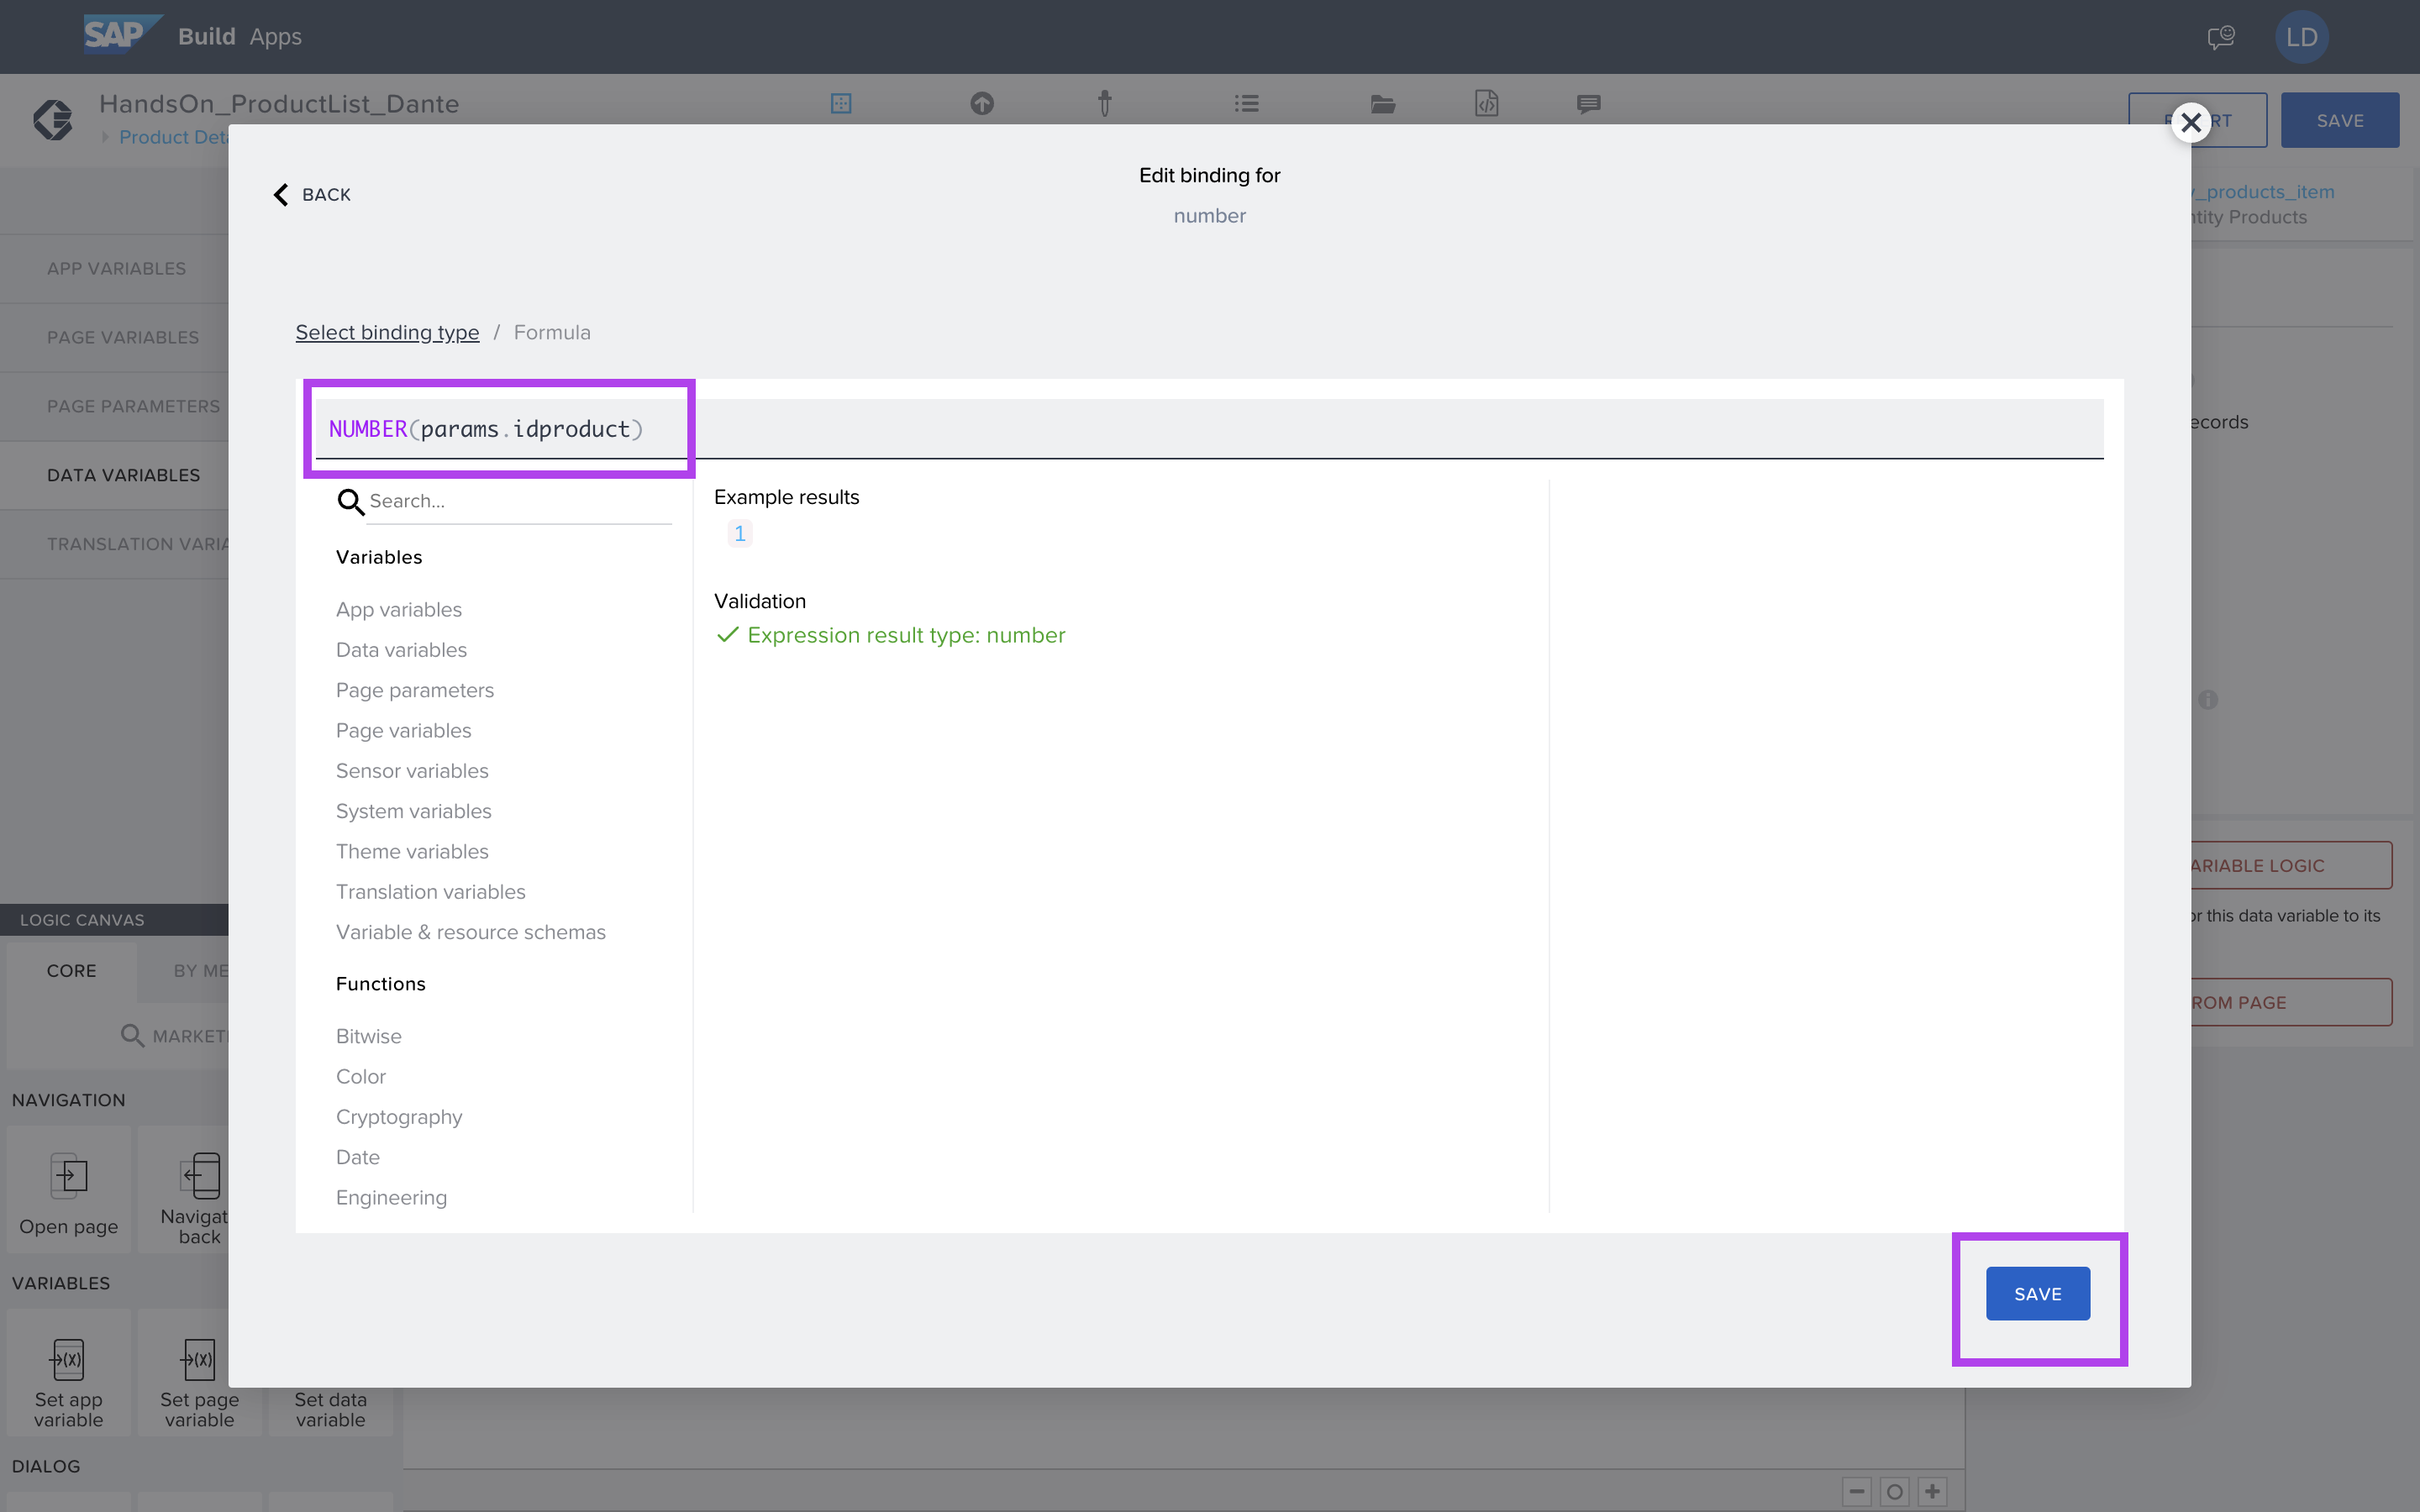 SAP Build Apps
LD
HandsOn_ProductList_Dante
Product Deta
SAVE
_products_item
ntity Products
BACK
Edit binding for
number
APP VARIABLES
PAGE VARIABLES
PAGE PARAMETERS
DATA VARIABLES
TRANSLATION VARIA
Select binding type / Formula
NUMBER(params.idproduct)
Search...
Variables
App variables
Data variables
Page parameters
Page variables
Sensor variables
System variables
Theme variables
Translation variables
Variable & resource schemas
Functions
Bitwise
Color
Cryptography
Date
Engineering
Example results
1
Validation
Expression result type: number
SAVE
ecords
ARIABLE LOGIC
or this data variable to its
ROM PAGE
LOGIC CANVAS
CORE
BY ME
MARKET
NAVIGATION
Open page
Navigat
back
VARIABLES
Set app
variable
Set page
variable
Set data
variable
DIALOG